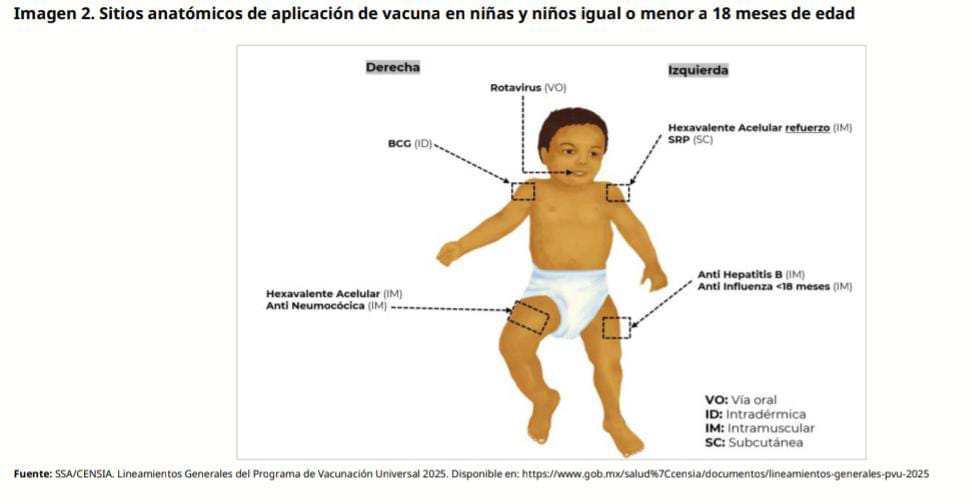 Imagen 2. Sitios anatómicos de aplicación de vacuna en niñas y niños igual o menor a 18 meses de edad
Derecha
Izquierda
Rotavirus (VO)
BCG (ID)
Hexavalente Acelular refuerzo (IM)
SRP (SC)
Hexavalente Acelular (IM)
Anti Neumocócica (IM)
Anti Hepatitis B (IM)
Anti Influenza <18 meses (IM)
VO: Vía oral
ID: Intradérmica
IM: Intramuscular
SC: Subcutánea
Fuente: SSA/CENSIA. Lineamientos Generales del Programa de Vacunación Universal 2025. Disponible en: https://www.gob.mx/salud%7Ccensia/documentos/lineamientos-generales-pvu-2025